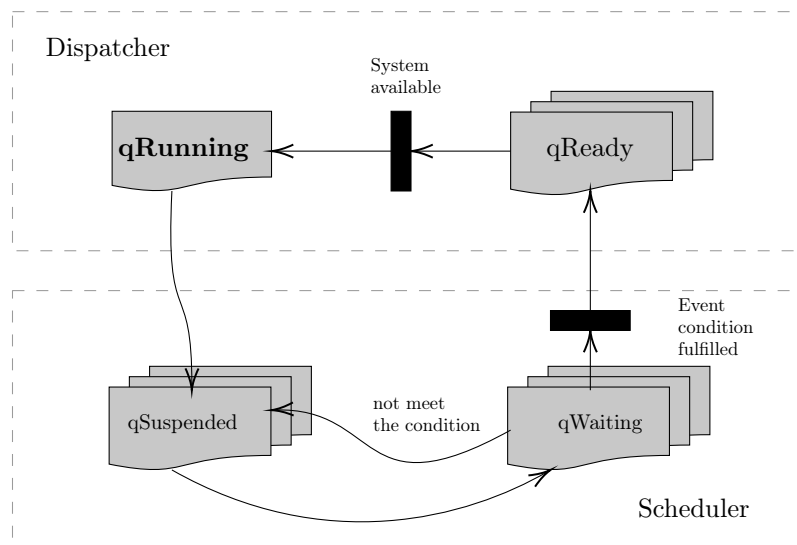 Dispatcher
System
available
qRunning
qReady
Event
condition
fulfilled
not meet
the condition
qSuspended
qWaiting
Scheduler